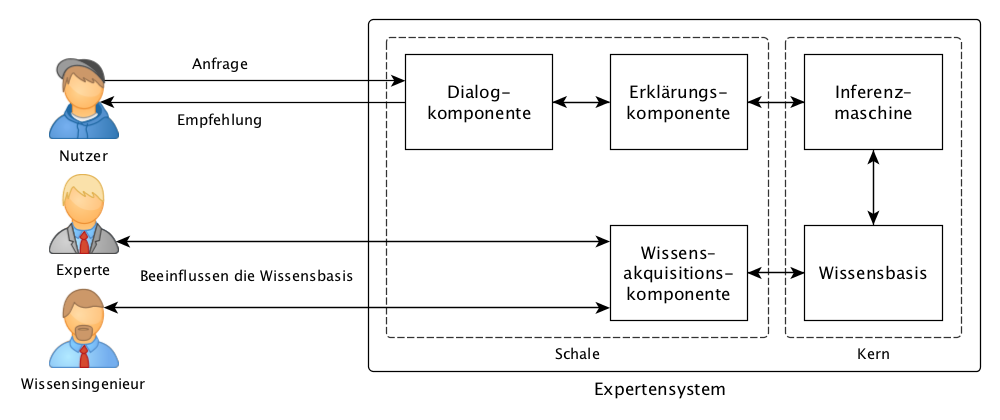 Anfrage
Empfehlung
Nutzer
Dialog-
komponente
Erklärungs-
komponente
Inferenz-
maschine
Experte
Beeinflussen die Wissensbasis
Wissensingenieur
Wissens-
akquisitions-
komponente
Wissensbasis
Schale
Kern
Expertensystem